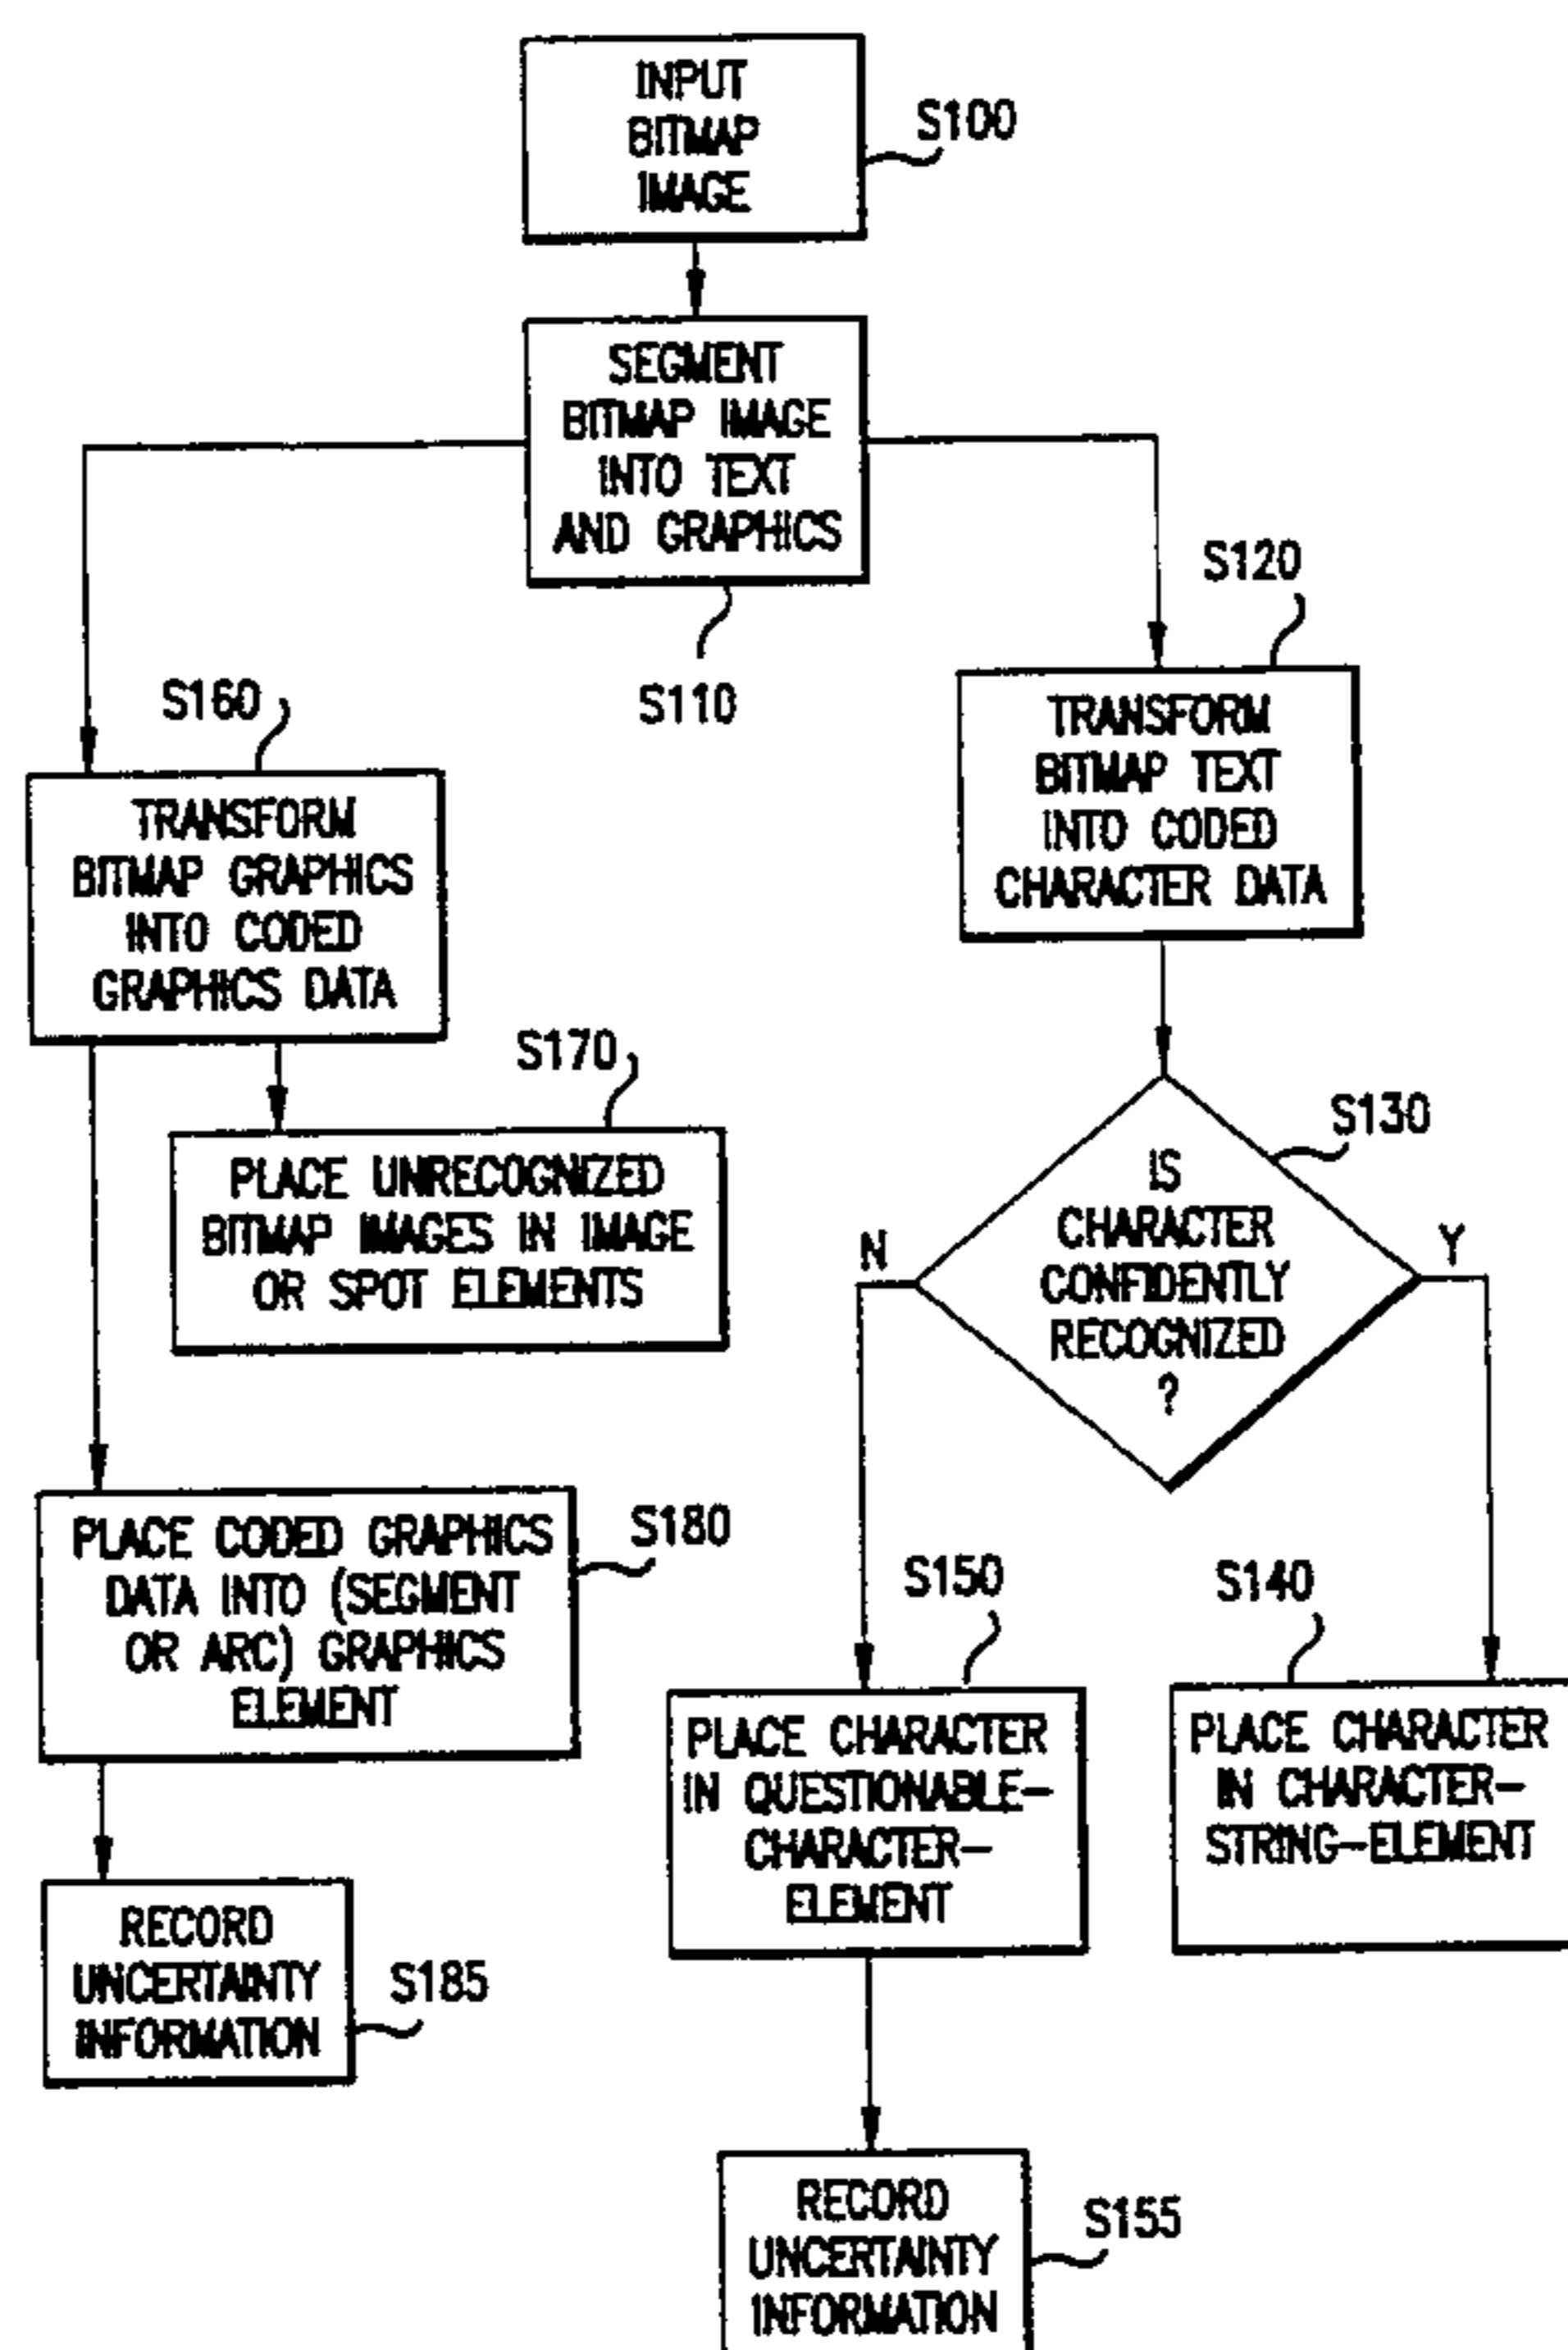 INPUT
BITMAP
IMAGE
S100
SEGMENT
BITMAP IMAGE
INTO TEXT
AND GRAPHICS
S110
S120
TRANSFORM
BITMAP TEXT
INTO CODED
CHARACTER DATA
S160
TRANSFORM
BITMAP GRAPHICS
INTO CODED
GRAPHICS DATA
S170
PLACE UNRECOGNIZED
BITMAP IMAGES IN IMAGE
OR SPOT ELEMENTS
S130
IS
CHARACTER
CONFIDENTLY
RECOGNIZED
?
N
Y
PLACE CODED GRAPHICS
DATA INTO (SEGMENT
OR ARC) GRAPHICS
ELEMENT
S180
S150
PLACE CHARACTER
IN QUESTIONABLE-
CHARACTER-
ELEMENT
S140
PLACE CHARACTER
IN CHARACTER-
STRING-ELEMENT
RECORD
UNCERTAINTY
INFORMATION
S185
RECORD
UNCERTAINTY
INFORMATION
S155